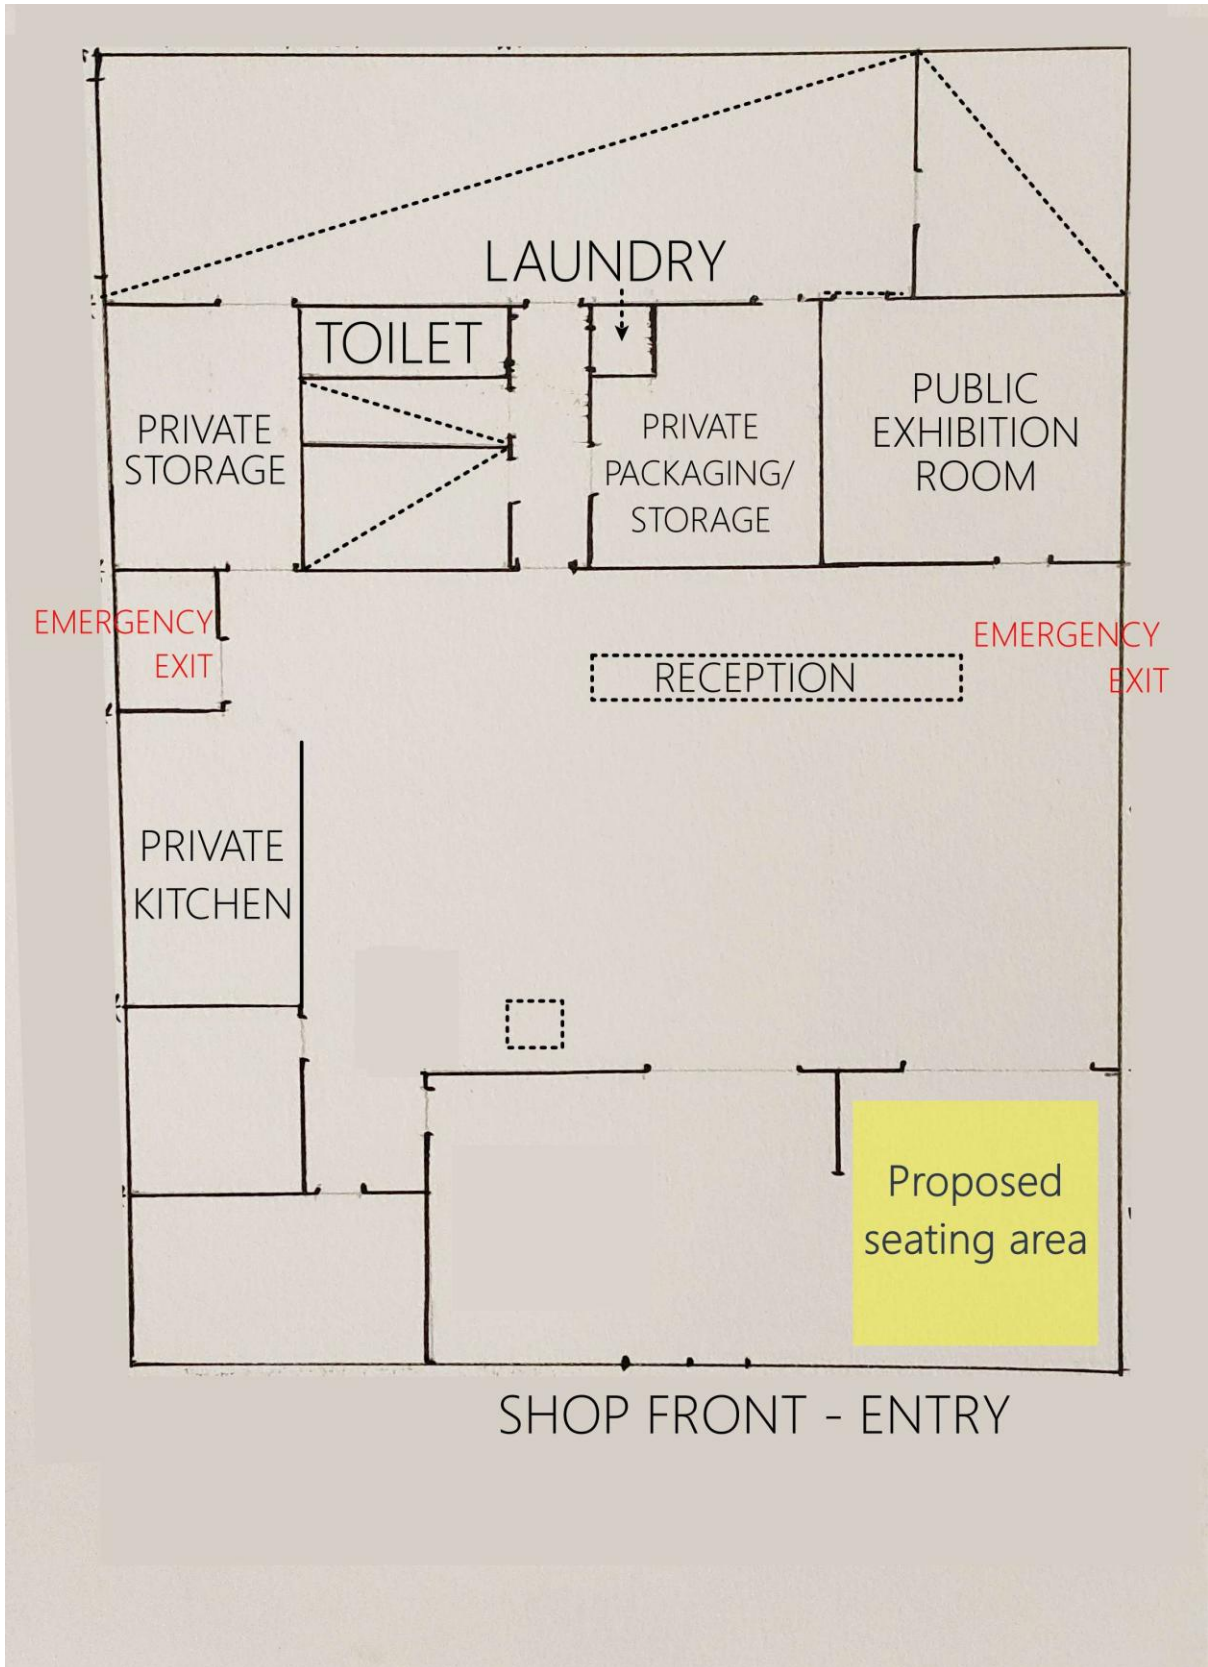 LAUNDRY
TOILET
PRIVATE
STORAGE
PRIVATE
PACKAGING/
STORAGE
PUBLIC
EXHIBITION
ROOM
EMERGENCY
EXIT
RECEPTION
EMERGENCY
EXIT
PRIVATE
KITCHEN
Proposed
seating area
SHOP FRONT - ENTRY